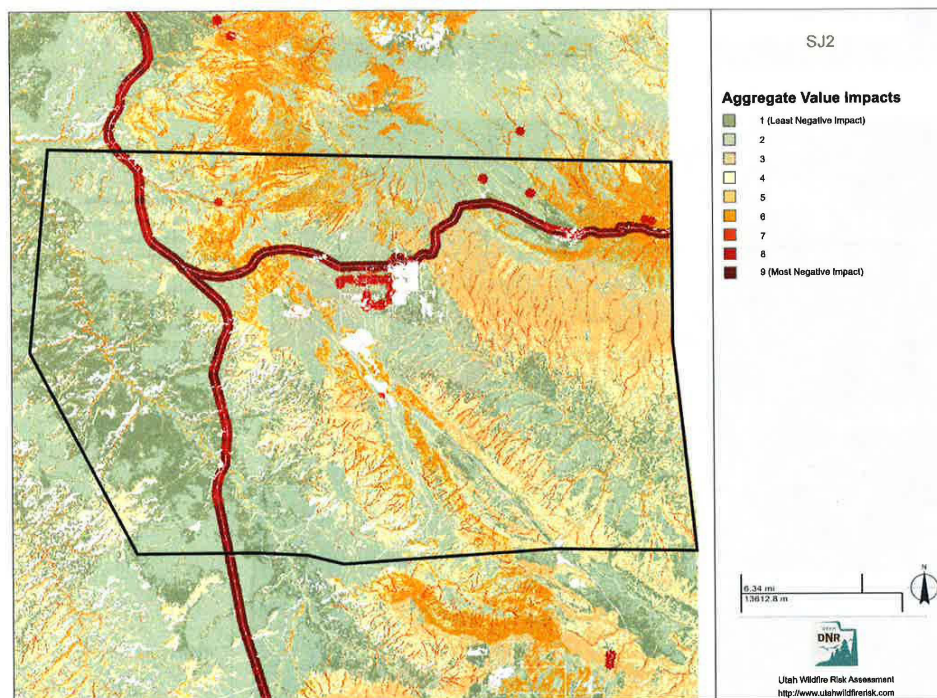 SJ2
Aggregate Value Impacts
1 (Least Negative Impact)
2
3
4
5
6
7
8
9 (Most Negative Impact)
N
6.34 mi
13612.8 m
UTAH
DNR
Utah Wildfire Risk Assessment
http://www.utahwildfirerisk.com